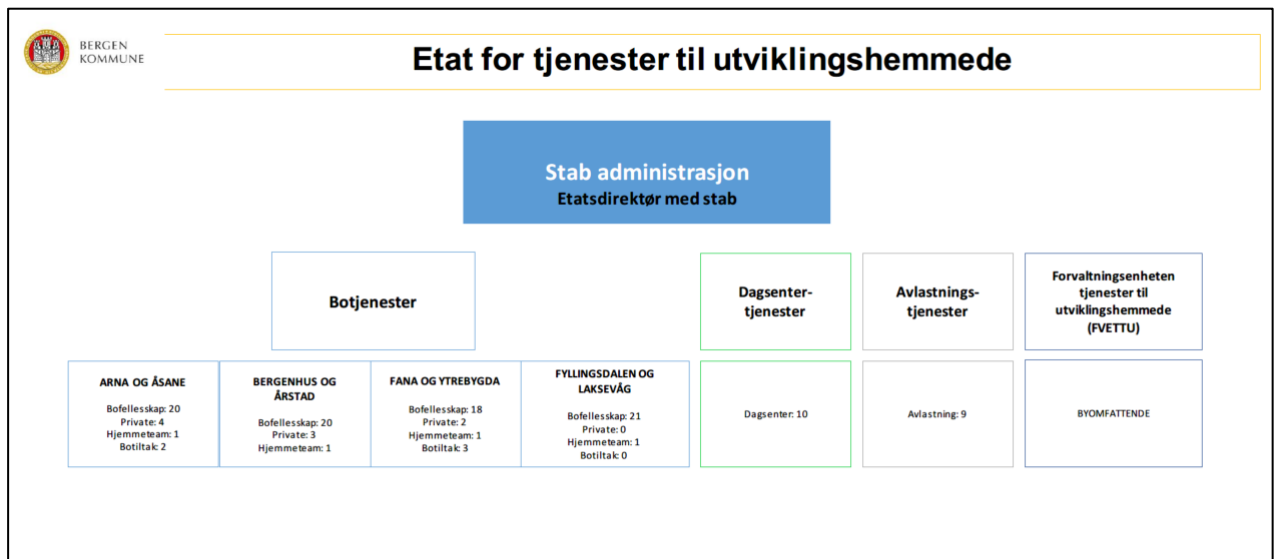 BERGEN
KOMMUNE
Etat for tjenester til utviklingshemmede
Stab administrasjon
Etatsdirektør med stab
Botjenester
Dagsenter-
tjenester
Avlastnings-
tjenester
Forvaltningsenheten
tjenester til
utviklingshemmede
(FVETTU)
ARNA OG ÅSANE
Bofellesskap: 20
Private: 4
Hjemmeteam: 1
Botiltak: 2
BERGENHUS OG
ÅRSTAD
Bofellesskap: 20
Private: 3
Hjemmeteam: 1
FANA OG YTREBYGDA
Bofellesskap: 18
Private: 2
Hjemmeteam: 1
Botiltak: 3
FYLLINGSDALEN OG
LAKSEVÅG
Bofellesskap: 21
Private: 0
Hjemmeteam: 1
Botiltak: 0
Dagsenter: 10
Avlastning: 9
BYOMFATTENDE